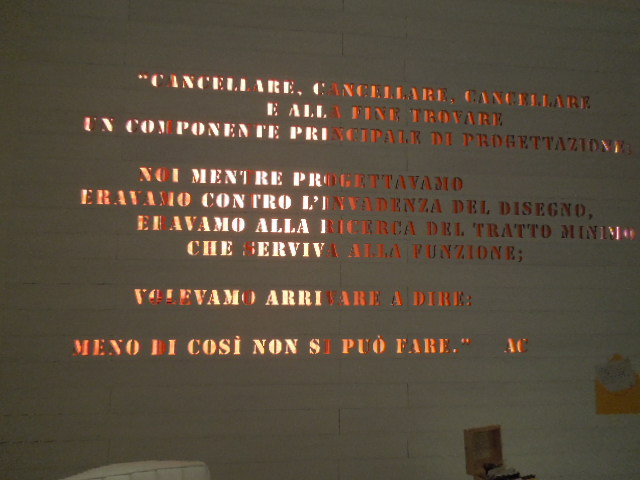 “CANCELLARE, CANCELLARE, CANCELLARE
E ALLA FINE TROVARE
UN COMPONENTE PRINCIPALE DI PROGETTAZIONE.
NOI MENTRE PROGETTAVAMO
ERAVAMO CONTRO L’INVADENZA DEL DISEGNO,
ERAVAMO ALLA RICERCA DEL TRATTO MINIMO
CHE SERVIVA ALLA FUNZIONE;
VOLEVAMO ARRIVARE A DIRE:
MENO DI COSÌ NON SI PUÒ FARE.” AC